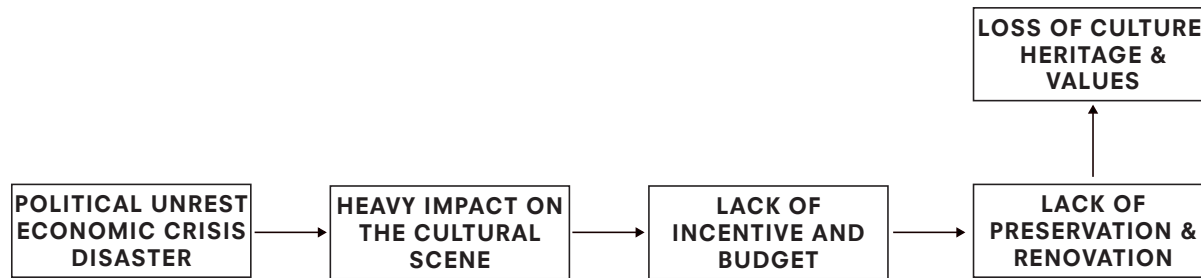 LOSS OF CULTURE
HERITAGE &
VALUES
POLITICAL UNREST
ECONOMIC CRISIS
DISASTER
HEAVY IMPACT ON
THE CULTURAL
SCENE
LACK OF
INCENTIVE AND
BUDGET
LACK OF
PRESERVATION &
RENOVATION